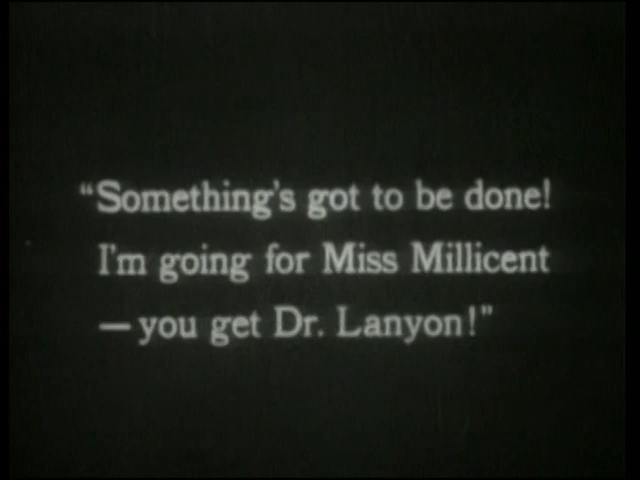 “Something's got to be done!
I'm going for Miss Millicent
— you get Dr. Lanyon!”